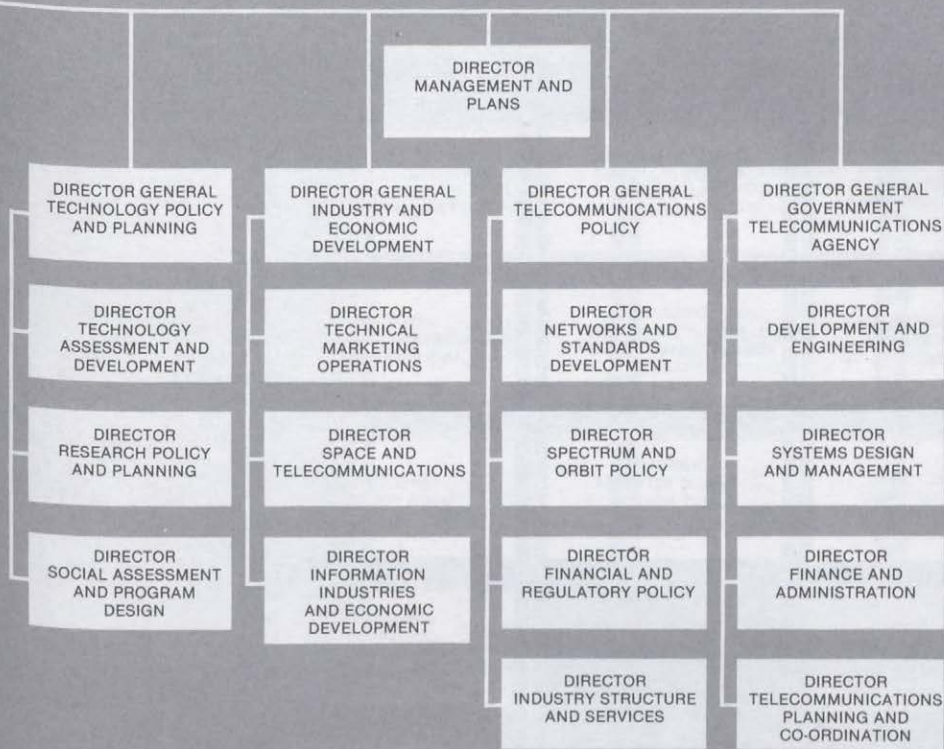 DIRECTOR
MANAGEMENT AND
PLANS
DIRECTOR GENERAL
TECHNOLOGY POLICY
AND PLANNING
DIRECTOR
TECHNOLOGY
ASSESSMENT AND
DEVELOPMENT
DIRECTOR
RESEARCH POLICY
AND PLANNING
DIRECTOR
SOCIAL ASSESSMENT
AND PROGRAM
DESIGN
DIRECTOR GENERAL
INDUSTRY AND
ECONOMIC
DEVELOPMENT
DIRECTOR
TECHNICAL
MARKETING
OPERATIONS
DIRECTOR
SPACE AND
TELECOMMUNICATIONS
DIRECTOR
INFORMATION
INDUSTRIES
AND ECONOMIC
DEVELOPMENT
DIRECTOR GENERAL
TELECOMMUNICATIONS
POLICY
DIRECTOR
NETWORKS AND
STANDARDS
DEVELOPMENT
DIRECTOR
SPECTRUM AND
ORBIT POLICY
DIRECTOR
FINANCIAL AND
REGULATORY POLICY
DIRECTOR
INDUSTRY STRUCTURE
AND SERVICES
DIRECTOR GENERAL
GOVERNMENT
TELECOMMUNICATIONS
AGENCY
DIRECTOR
DEVELOPMENT AND
ENGINEERING
DIRECTOR
SYSTEMS DESIGN
AND MANAGEMENT
DIRECTOR
FINANCE AND
ADMINISTRATION
DIRECTOR
TELECOMMUNICATIONS
PLANNING AND
CO-ORDINATION